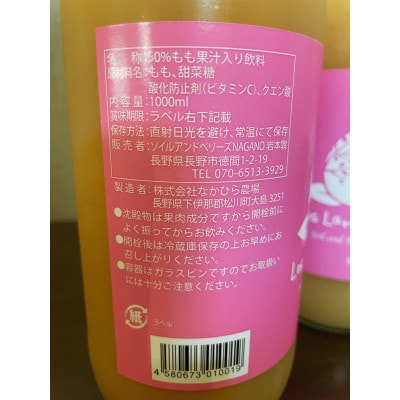 名　　称:50%もも果汁入り飲料
原材料名:もも、甜菜糖
酸化防止剤(ビタミンC)、クエン酸
内 容 量:1000ml
賞味期限:ラベル右下記載
保存方法:直射日光を避け、常温にて保存
販 売 者:ソイルアンドベリーズNAGANO 岩本敦
長野県長野市徳間1-2-19
TEL 070-6513-3929
製 造 者:株式会社なかひら農場
長野県下伊那郡松川町大島 3251
●沈殿物は果肉成分ですから開栓前に
よく振ってからお飲みください。
●開栓後は冷蔵庫保存の上お早めにお
召し上がりください。
●容器はガラスビンですのでお取扱い
には十分ご注意ください。
紙
ラベル
4 580673 010019